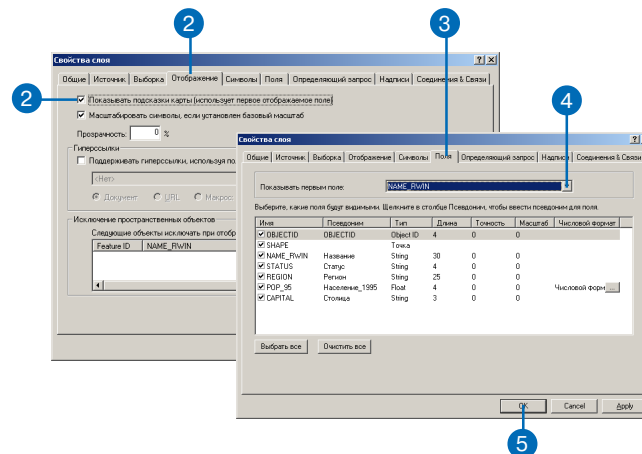 2
3
Свойства слоя
Общие Источник Выборка Отображение Символы Поля Определяющий запрос Надписи Соединения & Связи
2
Показывать подсказки карты (использует первое отображаемое поле)
Масштабировать символы, если установлен базовый масштаб
Прозрачность: 0 %
Гиперссылки
Поддерживать гиперссылки, используя по
<Нет>
Документ URL Макрос:
Исключение пространственных объектов
Следующие объекты исключать при отобр
Feature ID NAME_RWIN
4
Свойства слоя
Общие Источник Выборка Отображение Символы Поля Определяющий запрос Надписи Соединения & Связи
Показывать первым поле: NAME_RWIN
Выберите, какие поля будут видимыми. Щелкните в столбце Псевдоним, чтобы ввести псевдоним для поля.
Имя Псевдоним Тип Длина Точность Масштаб Числовой формат
OBJECTID OBJECTID Object ID 4 0 0
SHAPE Точка
NAME_RWIN Название String 30 0 0
STATUS Статус String 4 0 0
REGION Регион String 25 0 0
POP_95 Население_1995 Float 4 0 0 Числовой форм ...
CAPITAL Столица String 3 0 0
Выбрать все Очистить все
OK Cancel Apply
5